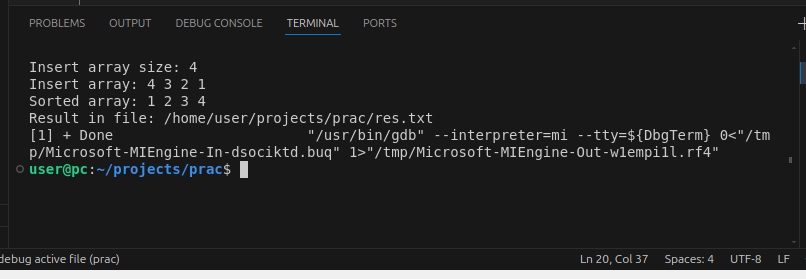 PROBLEMS OUTPUT DEBUG CONSOLE TERMINAL PORTS
Insert array size: 4
Insert array: 4 3 2 1
Sorted array: 1 2 3 4
Result in file: /home/user/projects/prac/res.txt
[1] + Done                       "/usr/bin/gdb" --interpreter=mi --tty=${DbgTerm} 0<"/tm
p/Microsoft-MIEngine-In-dsociktd.buq" 1>"/tmp/Microsoft-MIEngine-Out-w1empi1l.rf4"
user@pc:~/projects/prac$
debug active file (prac) Ln 20, Col 37 Spaces: 4 UTF-8 LF